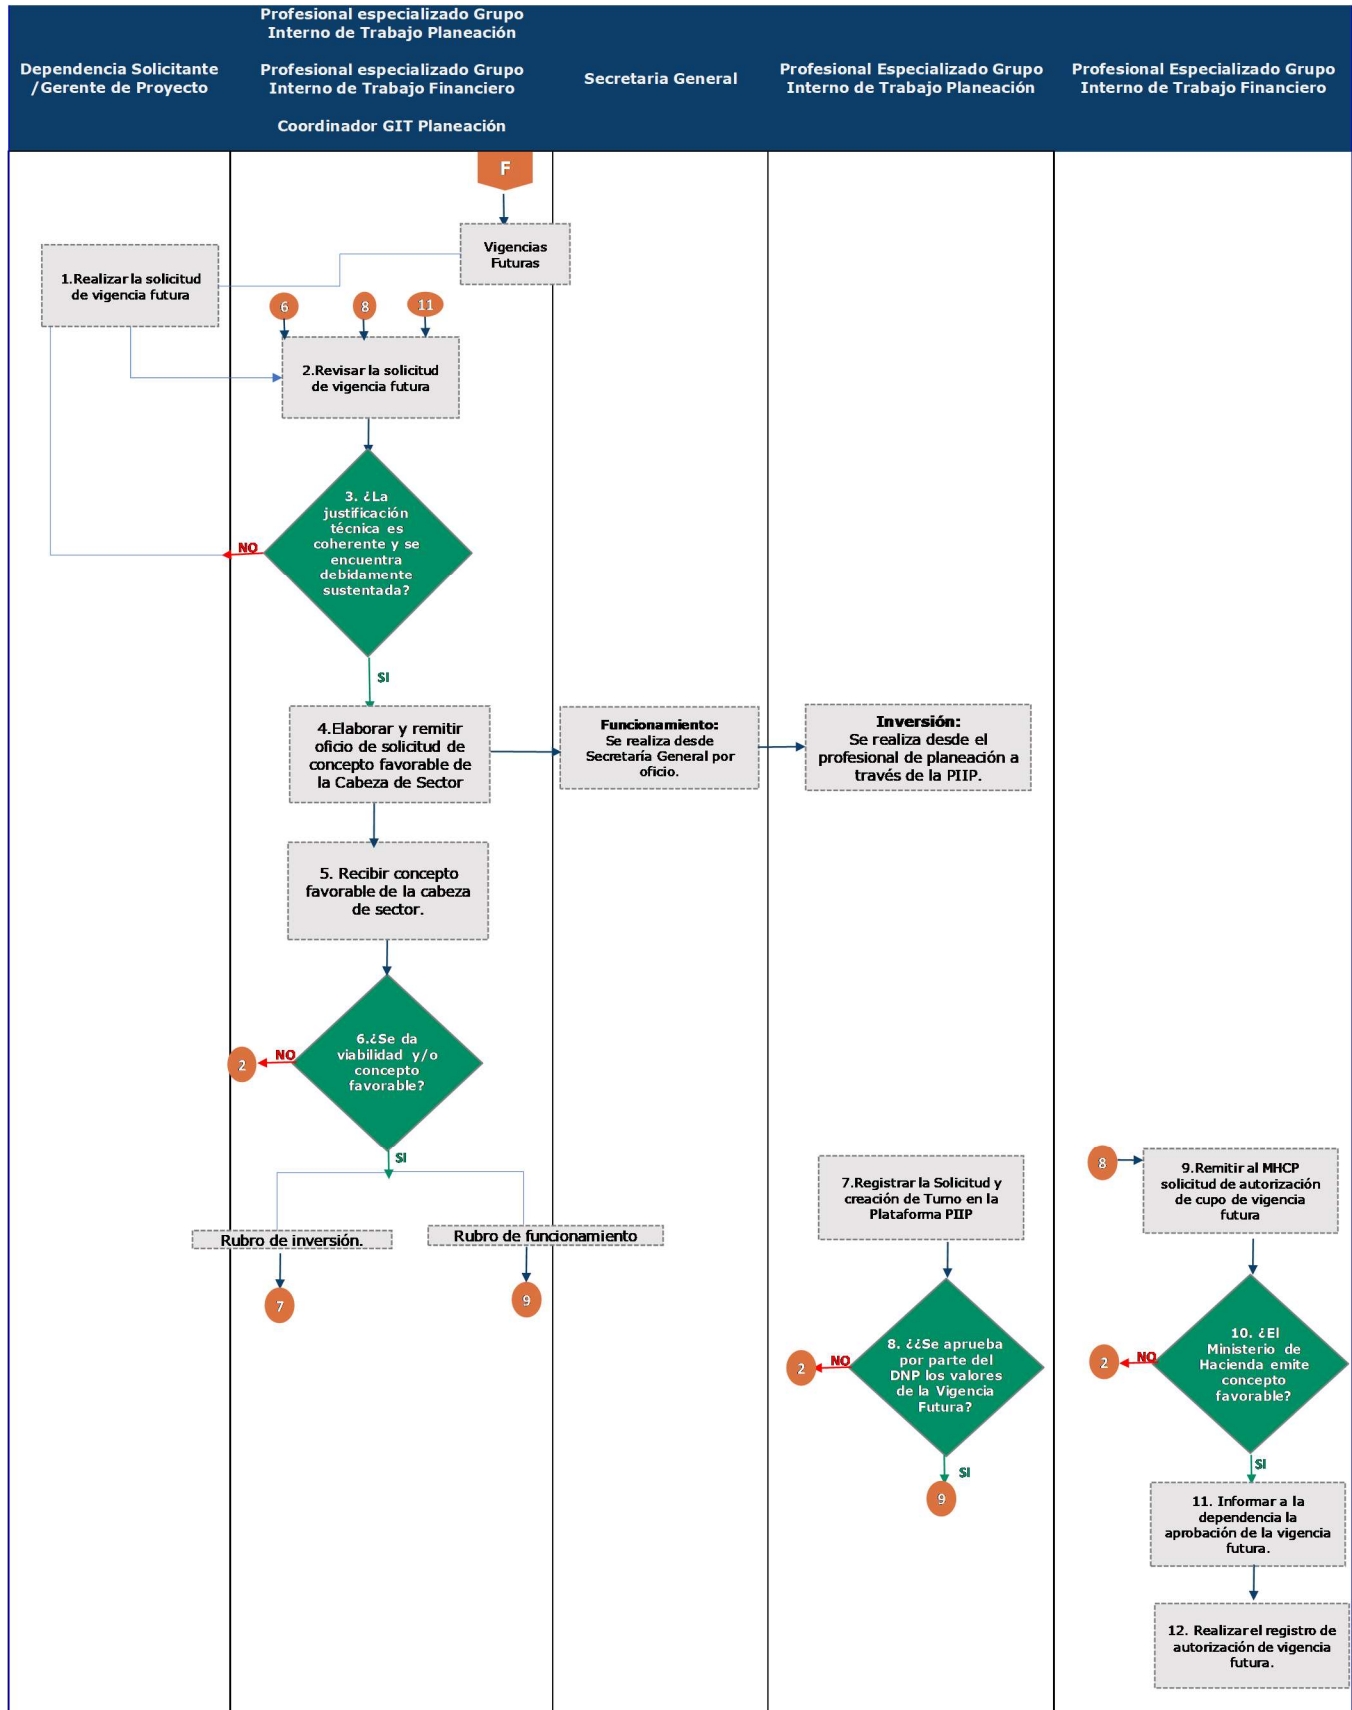 Dependencia Solicitante
/Gerente de Proyecto
Profesional especializado Grupo
Interno de Trabajo Planeación
Profesional especializado Grupo
Interno de Trabajo Financiero
Coordinador GIT Planeación
Secretaria General
Profesional Especializado Grupo
Interno de Trabajo Planeación
Profesional Especializado Grupo
Interno de Trabajo Financiero
F
Vigencias
Futuras
1.Realizar la solicitud
de vigencia futura
6
8
11
2.Revisar la solicitud
de vigencia futura
3. ¿La
justificación
técnica es
coherente y se
encuentra
debidamente
sustentada?
NO
SI
4.Elaborar y remitir
oficio de solicitud de
concepto favorable de
la Cabeza de Sector
Funcionamiento:
Se realiza desde
Secretaría General por
oficio.
Inversión:
Se realiza desde el
profesional de planeación a
través de la PIIP.
5. Recibir concepto
favorable de la cabeza
de sector.
6.¿Se da
viabilidad y/o
concepto
favorable?
NO
2
SI
Rubro de inversión.
Rubro de funcionamiento
7
9
7.Registrar la Solicitud y
creación de Turno en la
Plataforma PIIP
8. ¿¿Se aprueba
por parte del
DNP los valores
de la Vigencia
Futura?
NO
2
SI
9
8
9.Remitir al MHCP
solicitud de autorización
de cupo de vigencia
futura
10. ¿El
Ministerio de
Hacienda emite
concepto
favorable?
NO
2
SI
11. Informar a la
dependencia la
aprobación de la vigencia
futura.
12. Realizar el registro de
autorización de vigencia
futura.